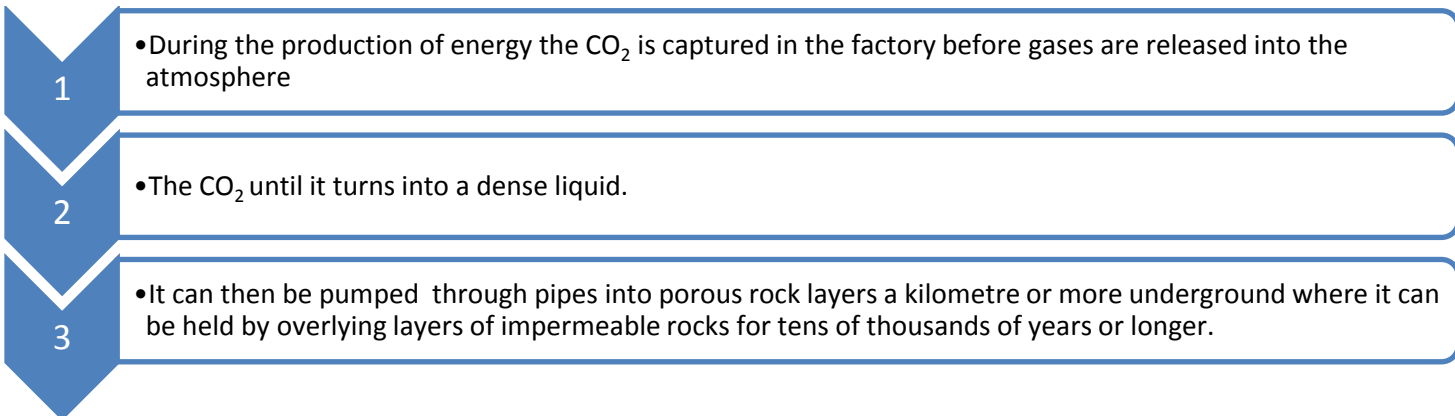 1
•During the production of energy the CO₂ is captured in the factory before gases are released into the
atmosphere
2
•The CO₂ until it turns into a dense liquid.
3
•It can then be pumped  through pipes into porous rock layers a kilometre or more underground where it can
be held by overlying layers of impermeable rocks for tens of thousands of years or longer.